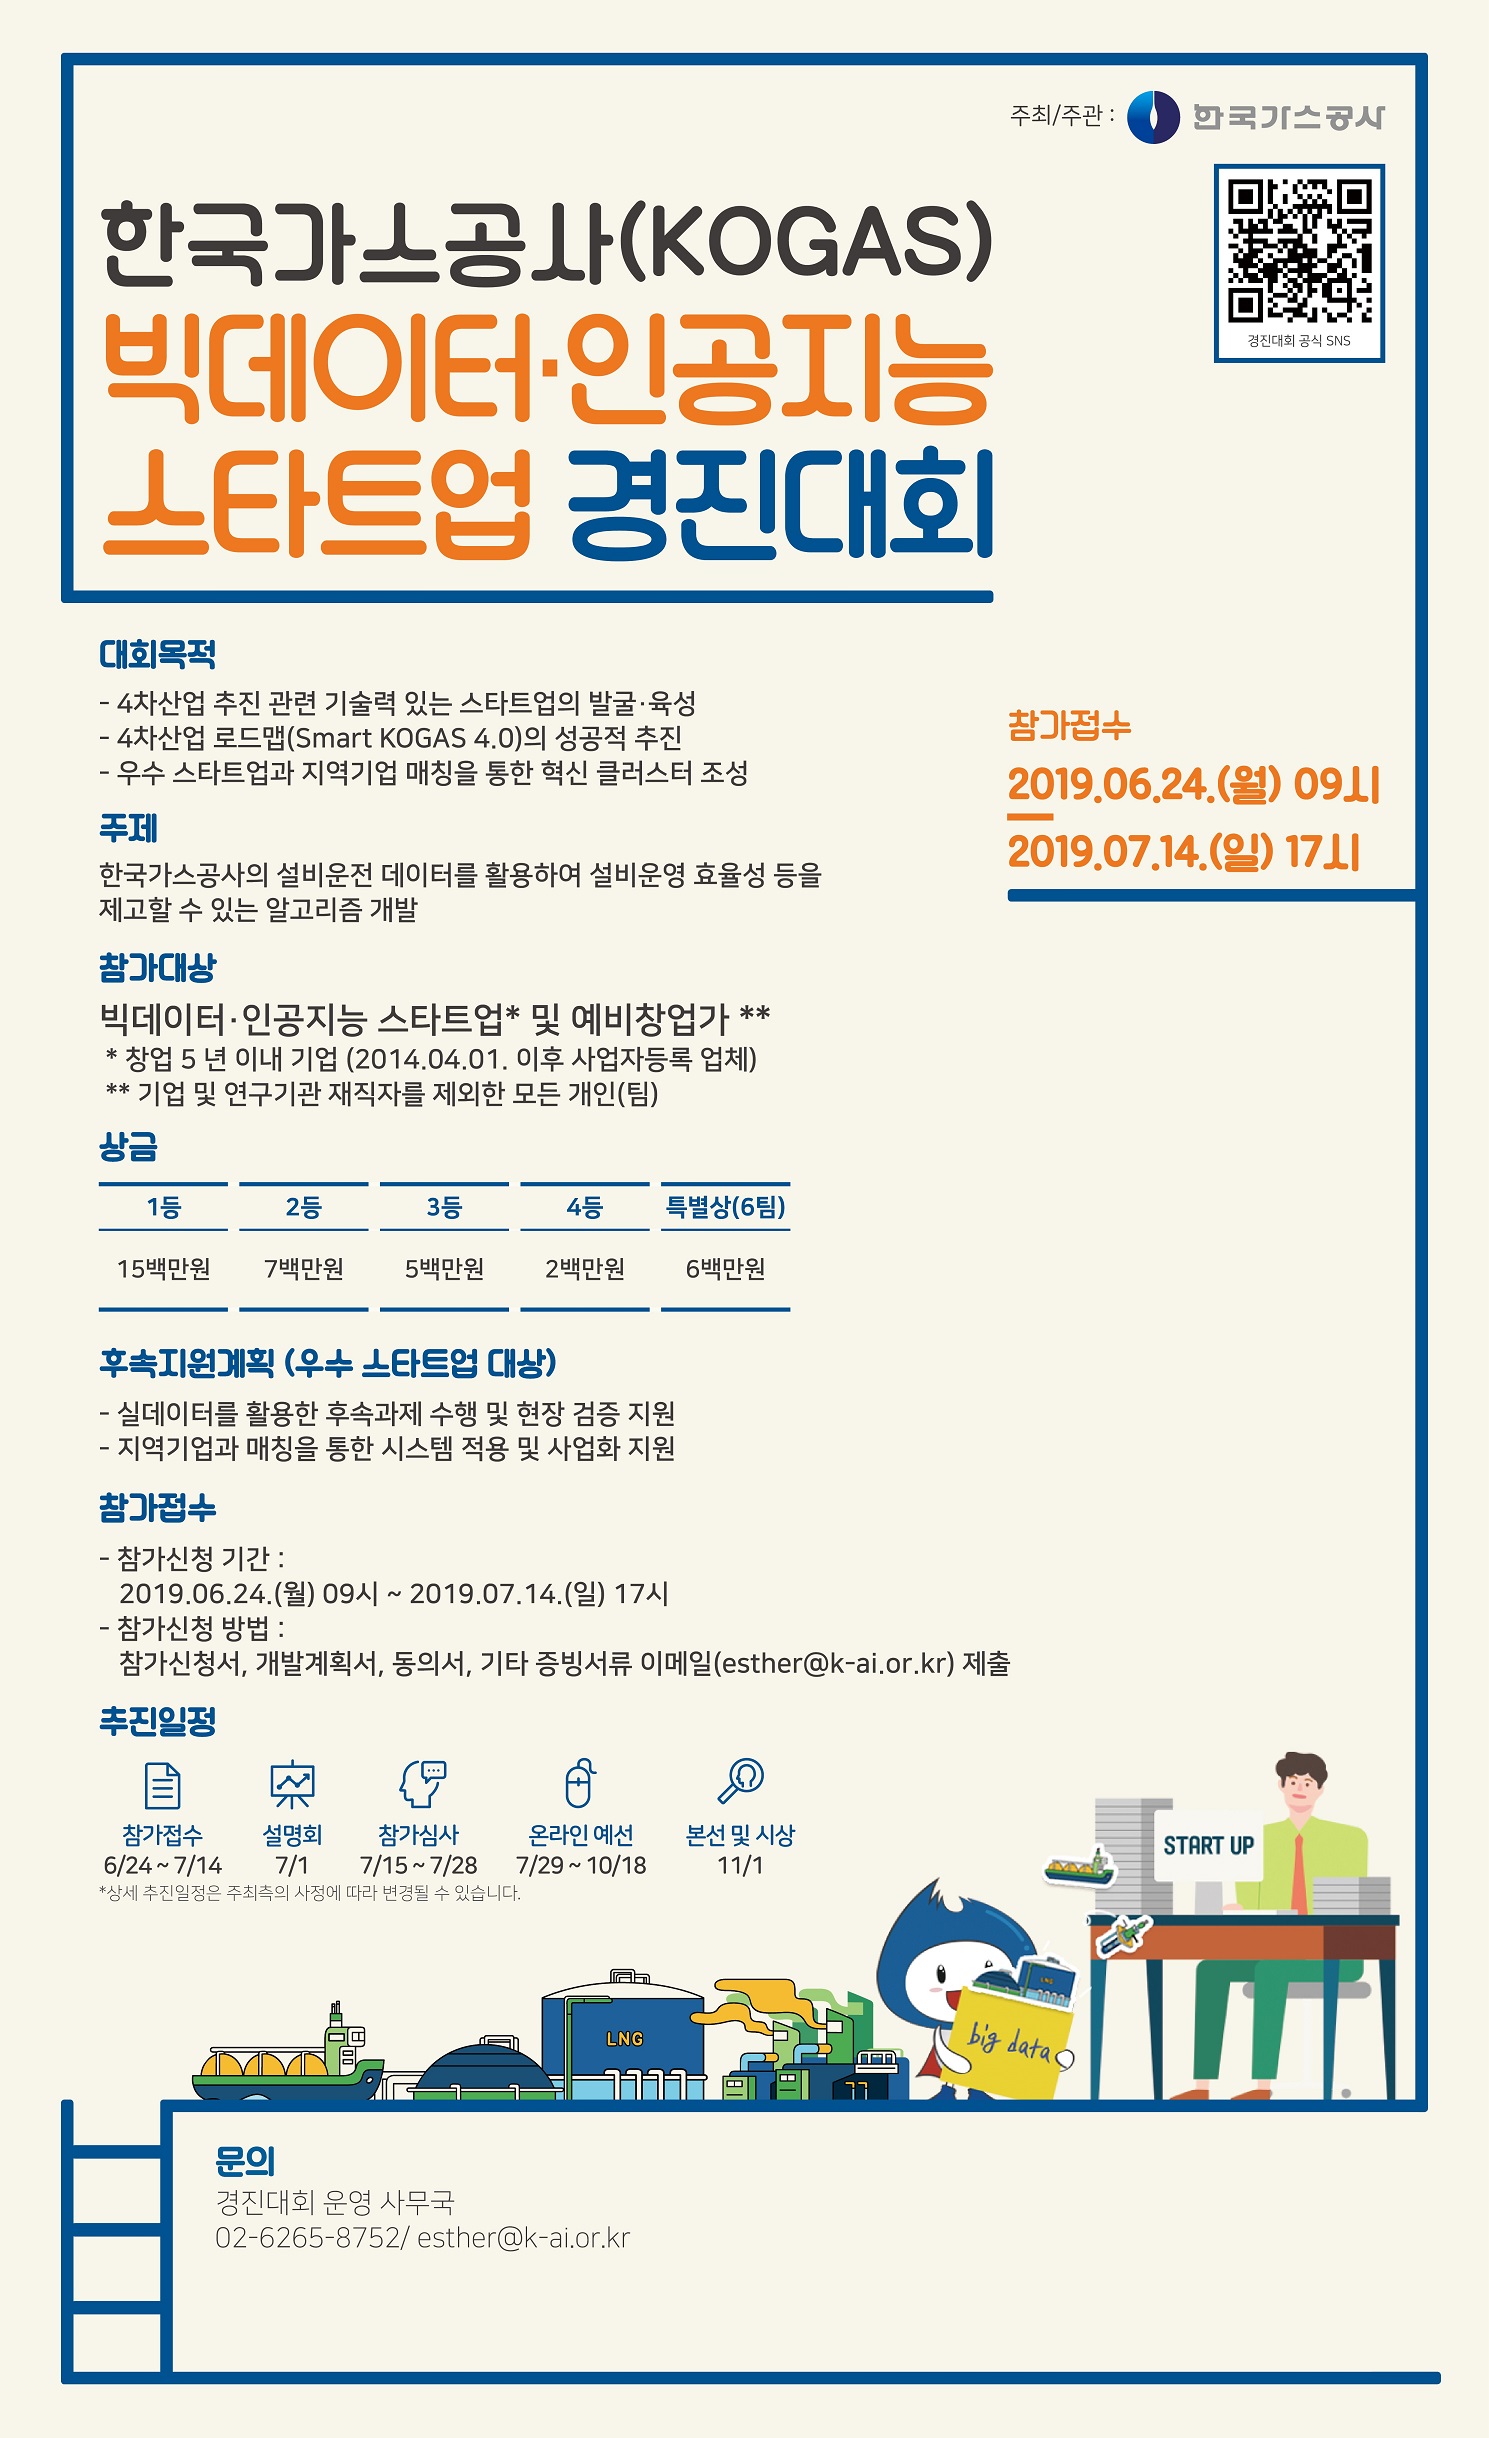 주최/주관 : 한국가스공사
경진대회 공식 SNS
한국가스공사(KOGAS)
빅데이터·인공지능
스타트업 경진대회
대회목적
- 4차산업 추진 관련 기술력 있는 스타트업의 발굴·육성
- 4차산업 로드맵(Smart KOGAS 4.0)의 성공적 추진
- 우수 스타트업과 지역기업 매칭을 통한 혁신 클러스터 조성
참가접수
2019.06.24.(월) 09시
2019.07.14.(일) 17시
주제
한국가스공사의 설비운전 데이터를 활용하여 설비운영 효율성 등을
제고할 수 있는 알고리즘 개발
참가대상
빅데이터·인공지능 스타트업* 및 예비창업가 **
* 창업 5 년 이내 기업 (2014.04.01. 이후 사업자등록 업체)
** 기업 및 연구기관 재직자를 제외한 모든 개인(팀)
상금
1등 2등 3등 4등 특별상(6팀)
15백만원 7백만원 5백만원 2백만원 6백만원
후속지원계획 (우수 스타트업 대상)
- 실데이터를 활용한 후속과제 수행 및 현장 검증 지원
- 지역기업과 매칭을 통한 시스템 적용 및 사업화 지원
참가접수
- 참가신청 기간 :
2019.06.24.(월) 09시 ~ 2019.07.14.(일) 17시
- 참가신청 방법 :
참가신청서, 개발계획서, 동의서, 기타 증빙서류 이메일(esther@k-ai.or.kr) 제출
추진일정
참가접수 설명회 참가심사 온라인 예선 본선 및 시상
6/24 ~ 7/14 7/1 7/15 ~ 7/28 7/29 ~ 10/18 11/1
*상세 추진일정은 주최측의 사정에 따라 변경될 수 있습니다.
START UP
LNG
LNG
big data
문의
경진대회 운영 사무국
02-6265-8752/ esther@k-ai.or.kr